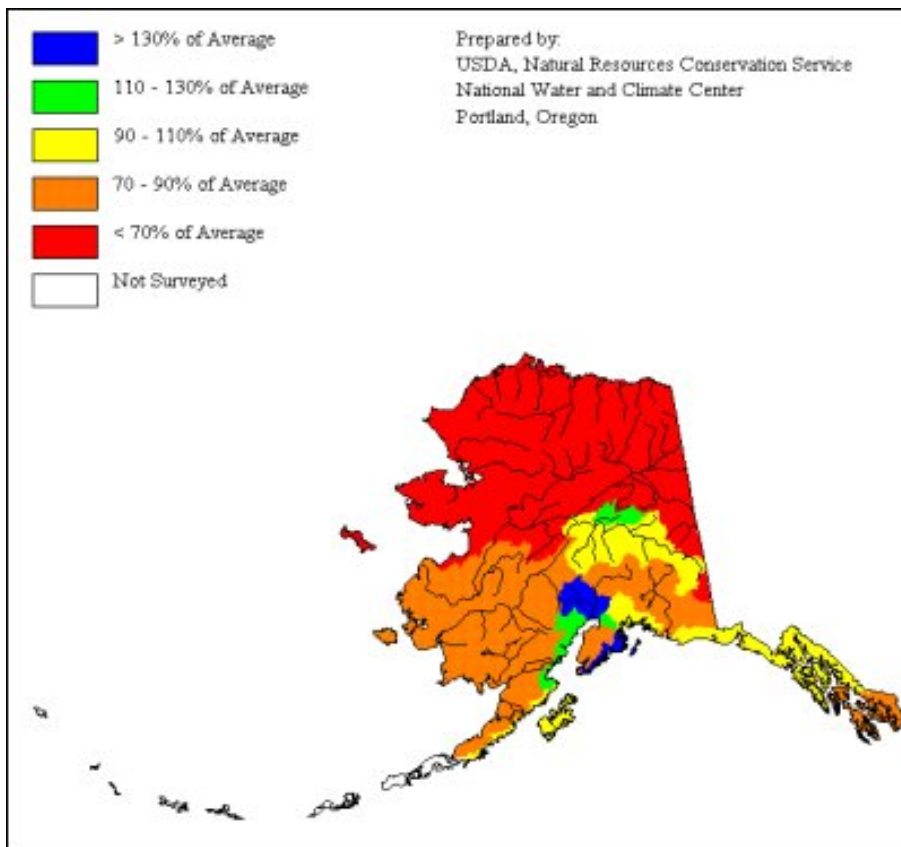 > 130% of Average
110 - 130% of Average
90 - 110% of Average
70 - 90% of Average
< 70% of Average
Not Surveyed
Prepared by:
USDA, Natural Resources Conservation Service
National Water and Climate Center
Portland, Oregon